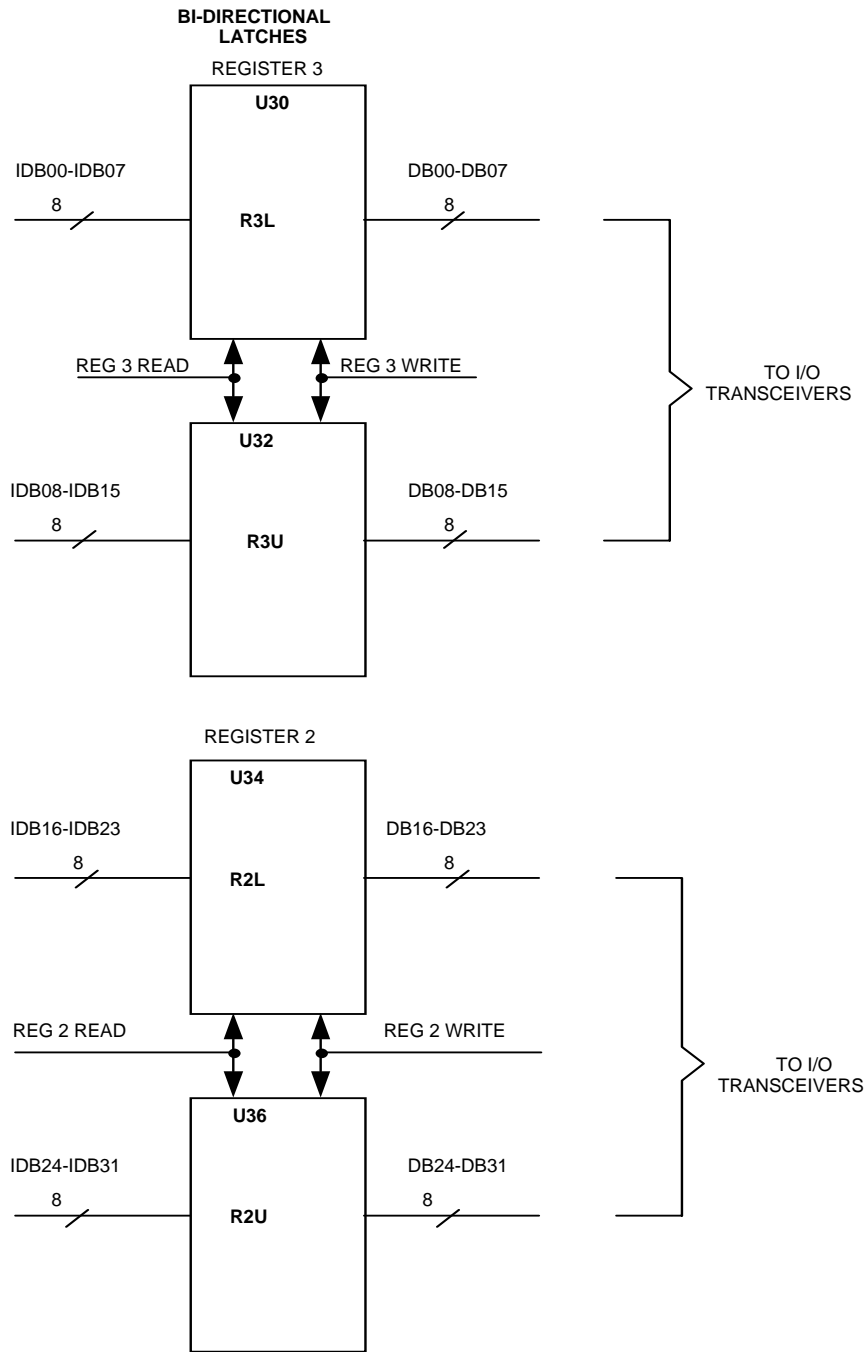 BI-DIRECTIONAL
LATCHES
REGISTER 3
U30
IDB00-IDB07
DB00-DB07
8
8
R3L
REG 3 READ
REG 3 WRITE
TO I/O
TRANSCEIVERS
U32
IDB08-IDB15
DB08-DB15
8
8
R3U
REGISTER 2
U34
IDB16-IDB23
DB16-DB23
8
8
R2L
REG 2 READ
REG 2 WRITE
TO I/O
TRANSCEIVERS
U36
IDB24-IDB31
DB24-DB31
8
8
R2U